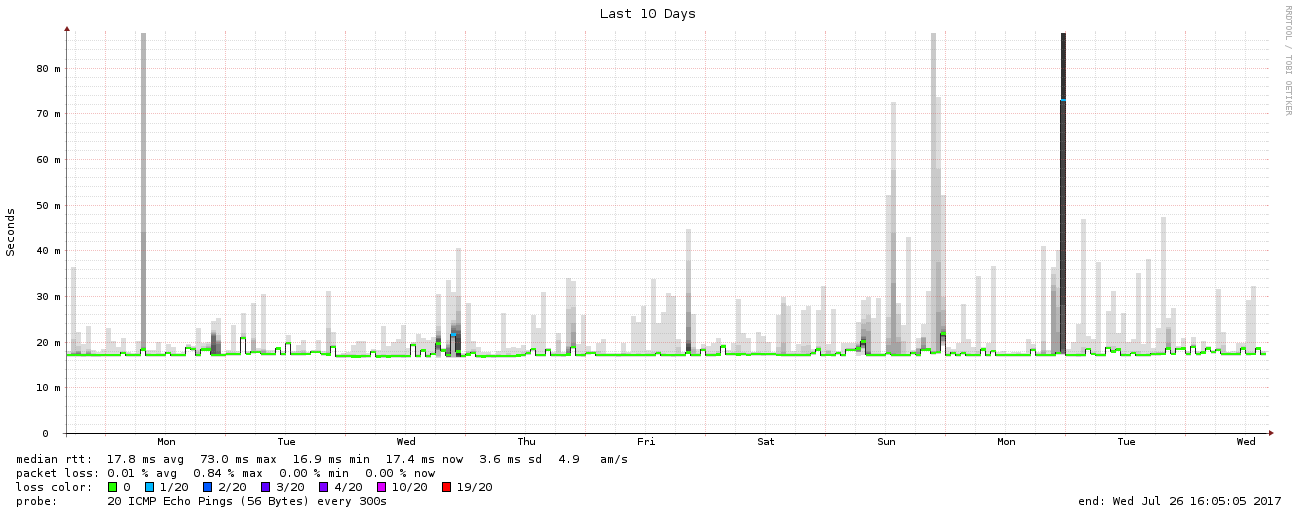 Last 10 Days
RRDTOOL / TOBI OETIKER
Seconds
80 m
70 m
60 m
50 m
40 m
30 m
20 m
10 m
0
Mon Tue Wed Thu Fri Sat Sun Mon Tue Wed
median rtt: 17.8 ms avg 73.0 ms max 16.9 ms min 17.4 ms now 3.6 ms sd 4.9 am/s
packet loss: 0.01 % avg 0.84 % max 0.00 % min 0.00 % now
loss color: 0 1/20 2/20 3/20 4/20 10/20 19/20
probe: 20 ICMP Echo Pings (56 Bytes) every 300s end: Wed Jul 26 16:05:05 2017